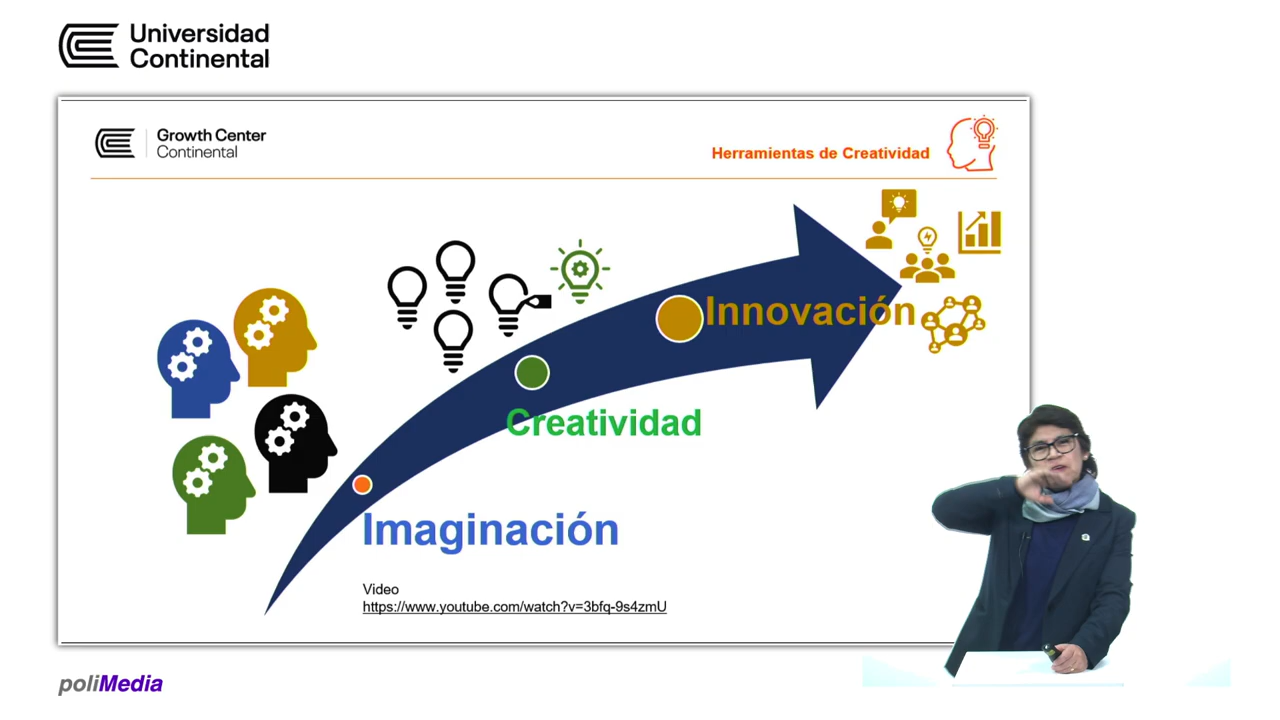 Universidad
Continental
Growth Center
Continental
Herramientas de Creatividad
Innovación
Creatividad
Imaginación
Video
https://www.youtube.com/watch?v=3bfq-9s4zmU
poliMedia